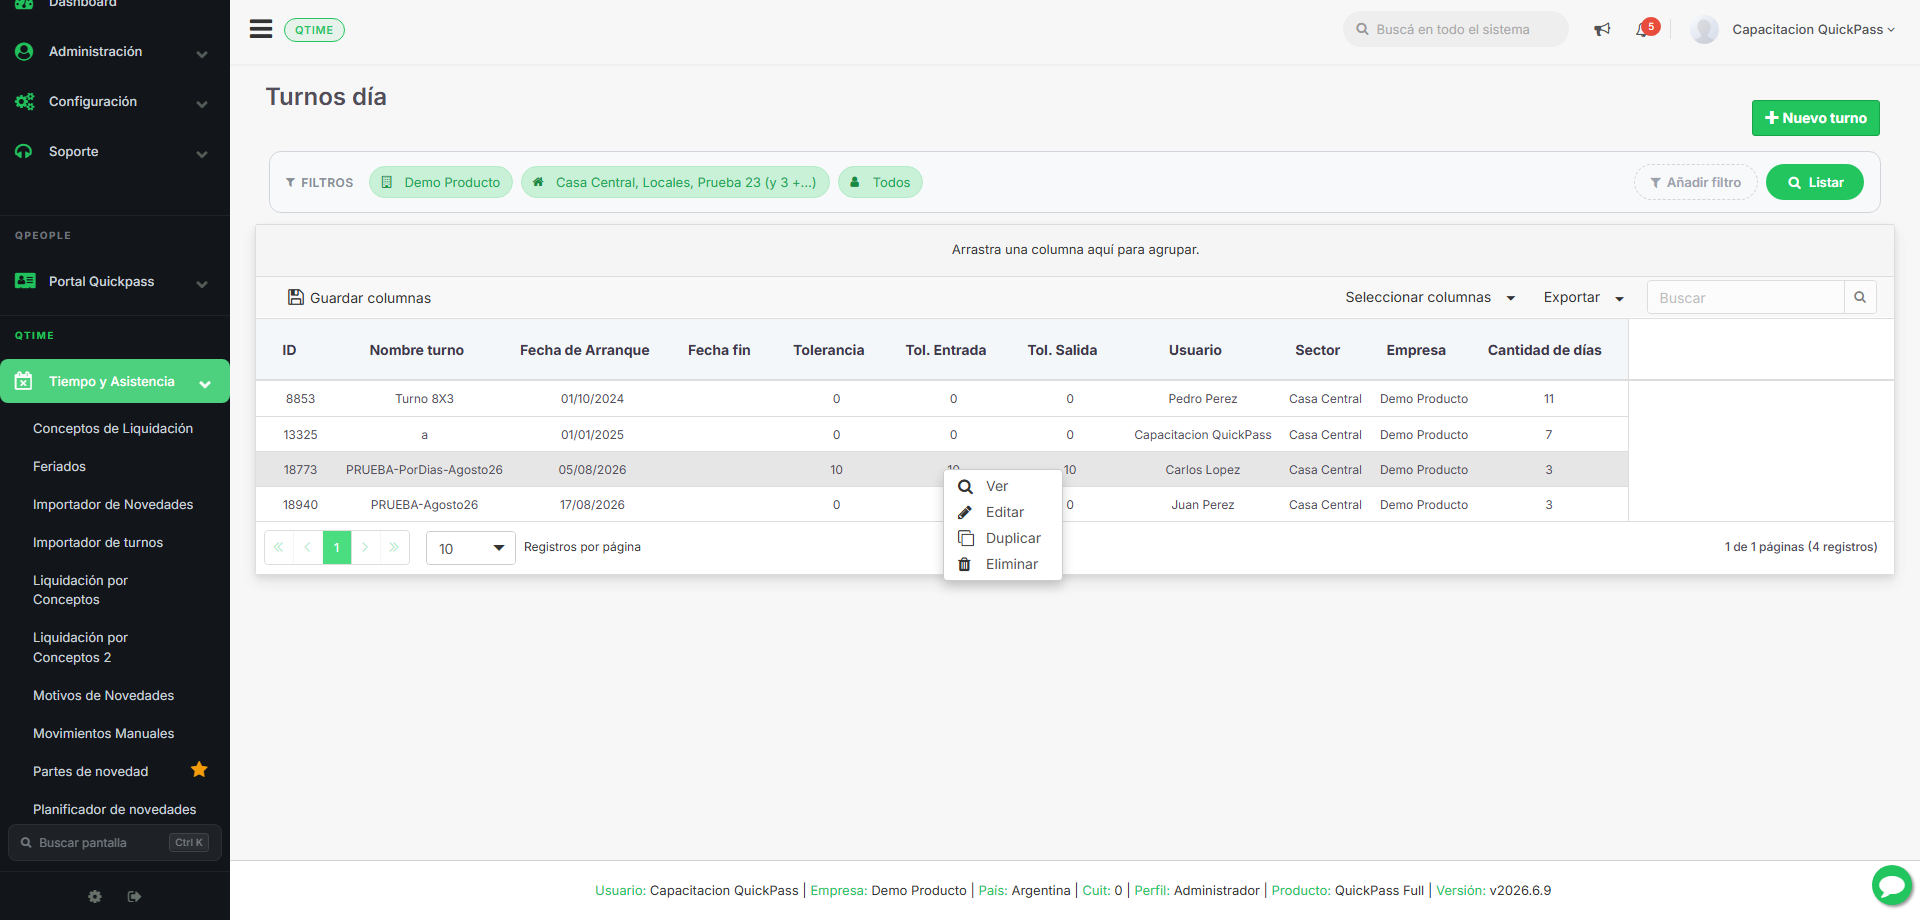 Dashboard
Administración
Configuración
Soporte
QPEOPLE
Portal Quickpass
QTIME
Tiempo y Asistencia
Conceptos de Liquidación
Feriados
Importador de Novedades
Importador de turnos
Liquidación por
Conceptos
Liquidación por
Conceptos 2
Motivos de Novedades
Movimientos Manuales
Partes de novedad
Planificador de novedades
Buscar pantalla Ctrl K
QTIME
Buscá en todo el sistema
5
Capacitacion QuickPass
Turnos día
Nuevo turno
FILTROS Demo Producto Casa Central, Locales, Prueba 23 (y 3 +...) Todos Añadir filtro Listar
Arrastra una columna aquí para agrupar.
Guardar columnas Seleccionar columnas Exportar Buscar
ID Nombre turno Fecha de Arranque Fecha fin Tolerancia Tol. Entrada Tol. Salida Usuario Sector Empresa Cantidad de días
8853 Turno 8X3 01/10/2024 0 0 0 Pedro Perez Casa Central Demo Producto 11
13325 a 01/01/2025 0 0 0 Capacitacion QuickPass Casa Central Demo Producto 7
18773 PRUEBA-PorDias-Agosto26 05/08/2026 10 10 10 Carlos Lopez Casa Central Demo Producto 3
18940 PRUEBA-Agosto26 17/08/2026 0 0 Juan Perez Casa Central Demo Producto 3
Ver
Editar
Duplicar
Eliminar
« ‹ 1 › » 10 Registros por página 1 de 1 páginas (4 registros)
Usuario: Capacitacion QuickPass | Empresa: Demo Producto | País: Argentina | Cuit: 0 | Perfil: Administrador | Producto: QuickPass Full | Versión: v2026.6.9